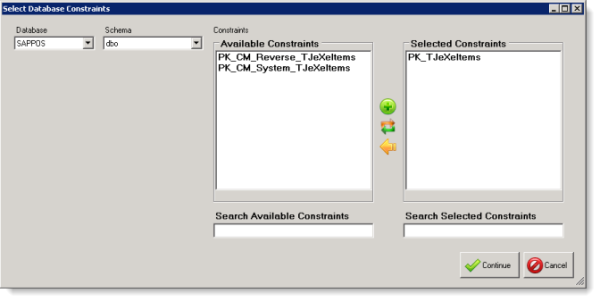 Select Database Constraints
Database
Schema
Constraints
SAPPOS
dbo
Available Constraints
Selected Constraints
PK_CM_Reverse_TJeXeItems
PK_CM_System_TJeXeItems
PK_TJeXeItems
Search Available Constraints
Search Selected Constraints
Continue
Cancel